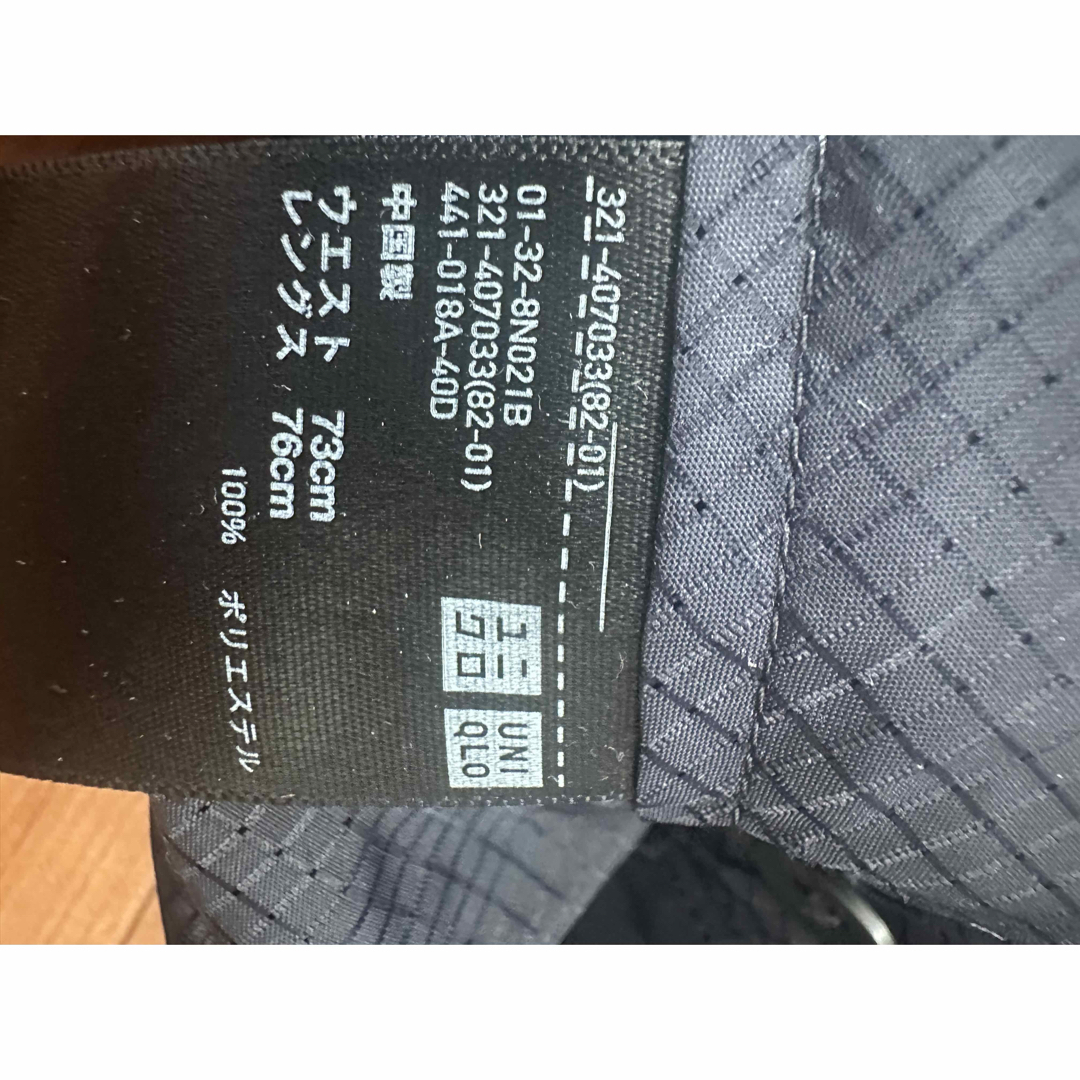 321-407033(82-01)
ユニ
クロ
UNI
QLO
01-32-8N021B
321-407033(82-01)
441-018A-40D
中国製
ウエスト 73cm
レングス 76cm
100% ポリエステル